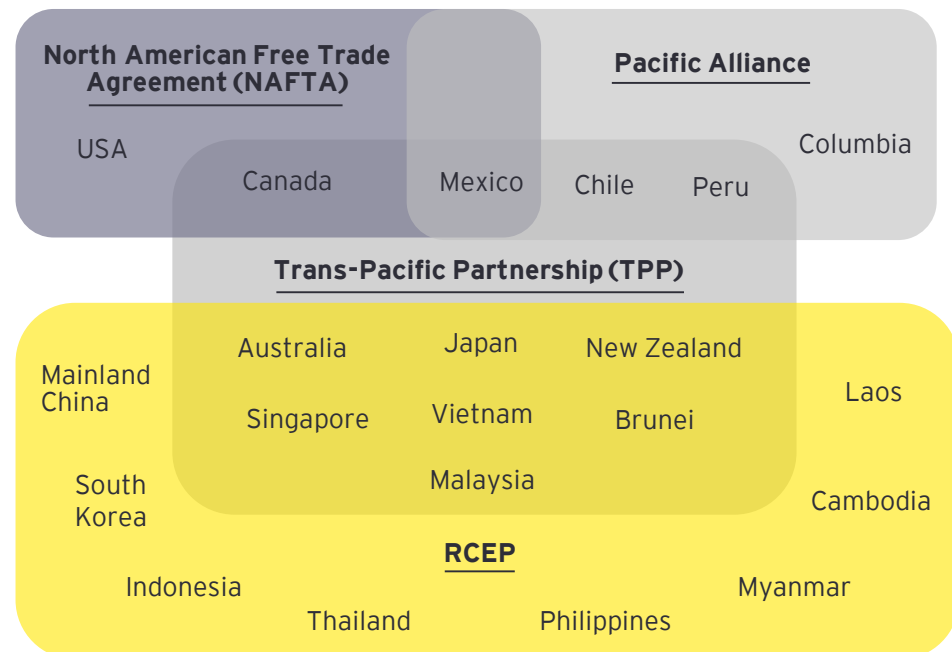 North American Free Trade
Agreement (NAFTA)
Pacific Alliance
USA
Columbia
Canada
Mexico
Chile
Peru
Trans-Pacific Partnership (TPP)
Australia
Japan
New Zealand
Mainland
China
Laos
Singapore
Vietnam
Brunei
Malaysia
South
Korea
Cambodia
RCEP
Indonesia
Myanmar
Thailand
Philippines